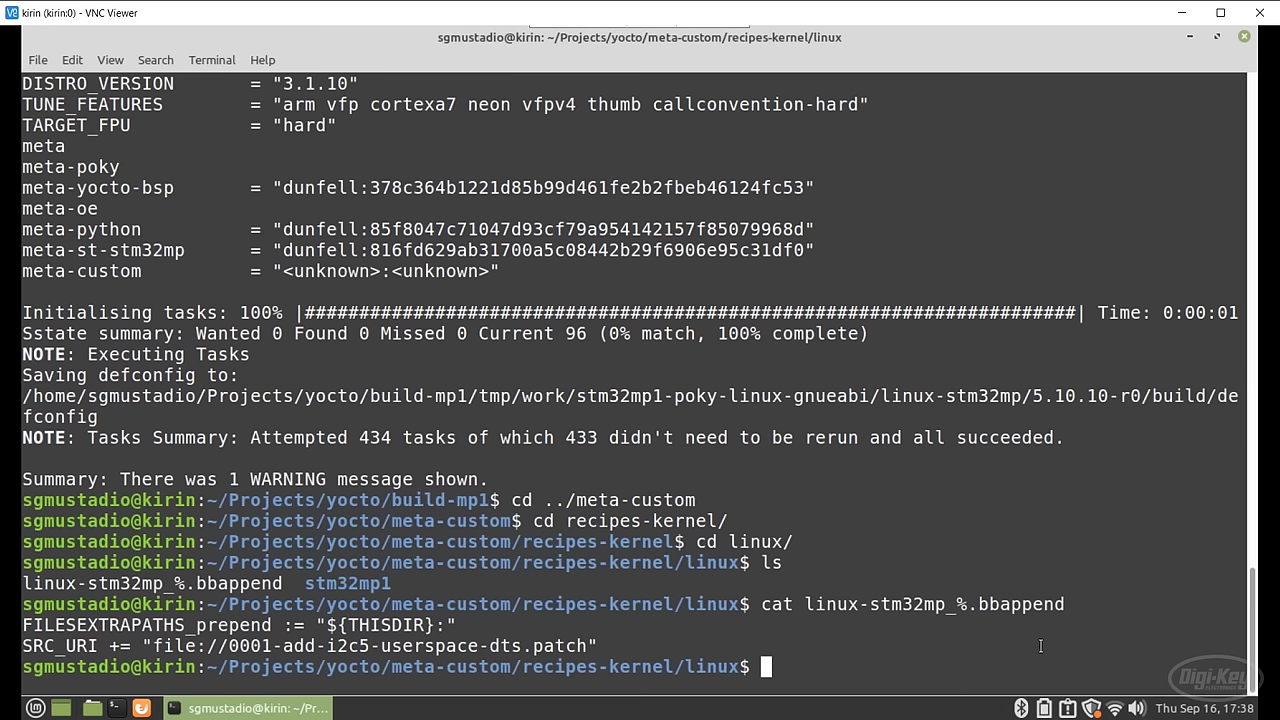 kirin (kirin:0) - VNC Viewer
sgmustadio@kirin: ~/Projects/yocto/meta-custom/recipes-kernel/linux
File Edit View Search Terminal Help
DISTRO_VERSION = "3.1.10"
TUNE_FEATURES = "arm vfp cortexa7 neon vfpv4 thumb callconvention-hard"
TARGET_FPU = "hard"
meta
meta-poky
meta-yocto-bsp = "dunfell:378c364b1221d85b99d461fe2b2fbeb46124fc53"
meta-oe
meta-python = "dunfell:85f8047c71047d93cf79a954142157f85079968d"
meta-st-stm32mp = "dunfell:816fd629ab31700a5c08442b29f6906e95c31df0"
meta-custom = "<unknown>:<unknown>"
Initialising tasks: 100% |#######################################################################| Time: 0:00:01
Sstate summary: Wanted 0 Found 0 Missed 0 Current 96 (0% match, 100% complete)
NOTE: Executing Tasks
Saving defconfig to:
/home/sgmustadio/Projects/yocto/build-mp1/tmp/work/stm32mp1-poky-linux-gnueabi/linux-stm32mp/5.10.10-r0/build/de
fconfig
NOTE: Tasks Summary: Attempted 434 tasks of which 433 didn't need to be rerun and all succeeded.
Summary: There was 1 WARNING message shown.
sgmustadio@kirin:~/Projects/yocto/build-mp1$ cd ../meta-custom
sgmustadio@kirin:~/Projects/yocto/meta-custom$ cd recipes-kernel/
sgmustadio@kirin:~/Projects/yocto/meta-custom/recipes-kernel$ cd linux/
sgmustadio@kirin:~/Projects/yocto/meta-custom/recipes-kernel/linux$ ls
linux-stm32mp_%.bbappend stm32mp1
sgmustadio@kirin:~/Projects/yocto/meta-custom/recipes-kernel/linux$ cat linux-stm32mp_%.bbappend
FILESEXTRAPATHS_prepend := "${THISDIR}:"
SRC_URI += "file://0001-add-i2c5-userspace-dts.patch"
sgmustadio@kirin:~/Projects/yocto/meta-custom/recipes-kernel/linux$
Digi-Key
ELECTRONICS
sgmustadio@kirin: ~/Pr...
Thu Sep 16, 17:38